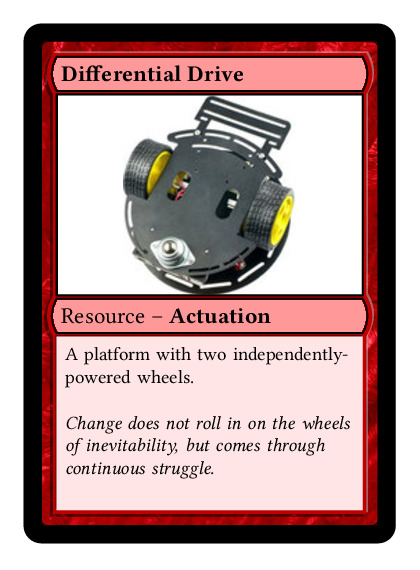 Differential Drive
Resource – Actuation
A platform with two independently-
powered wheels.
Change does not roll in on the wheels
of inevitability, but comes through
continuous struggle.